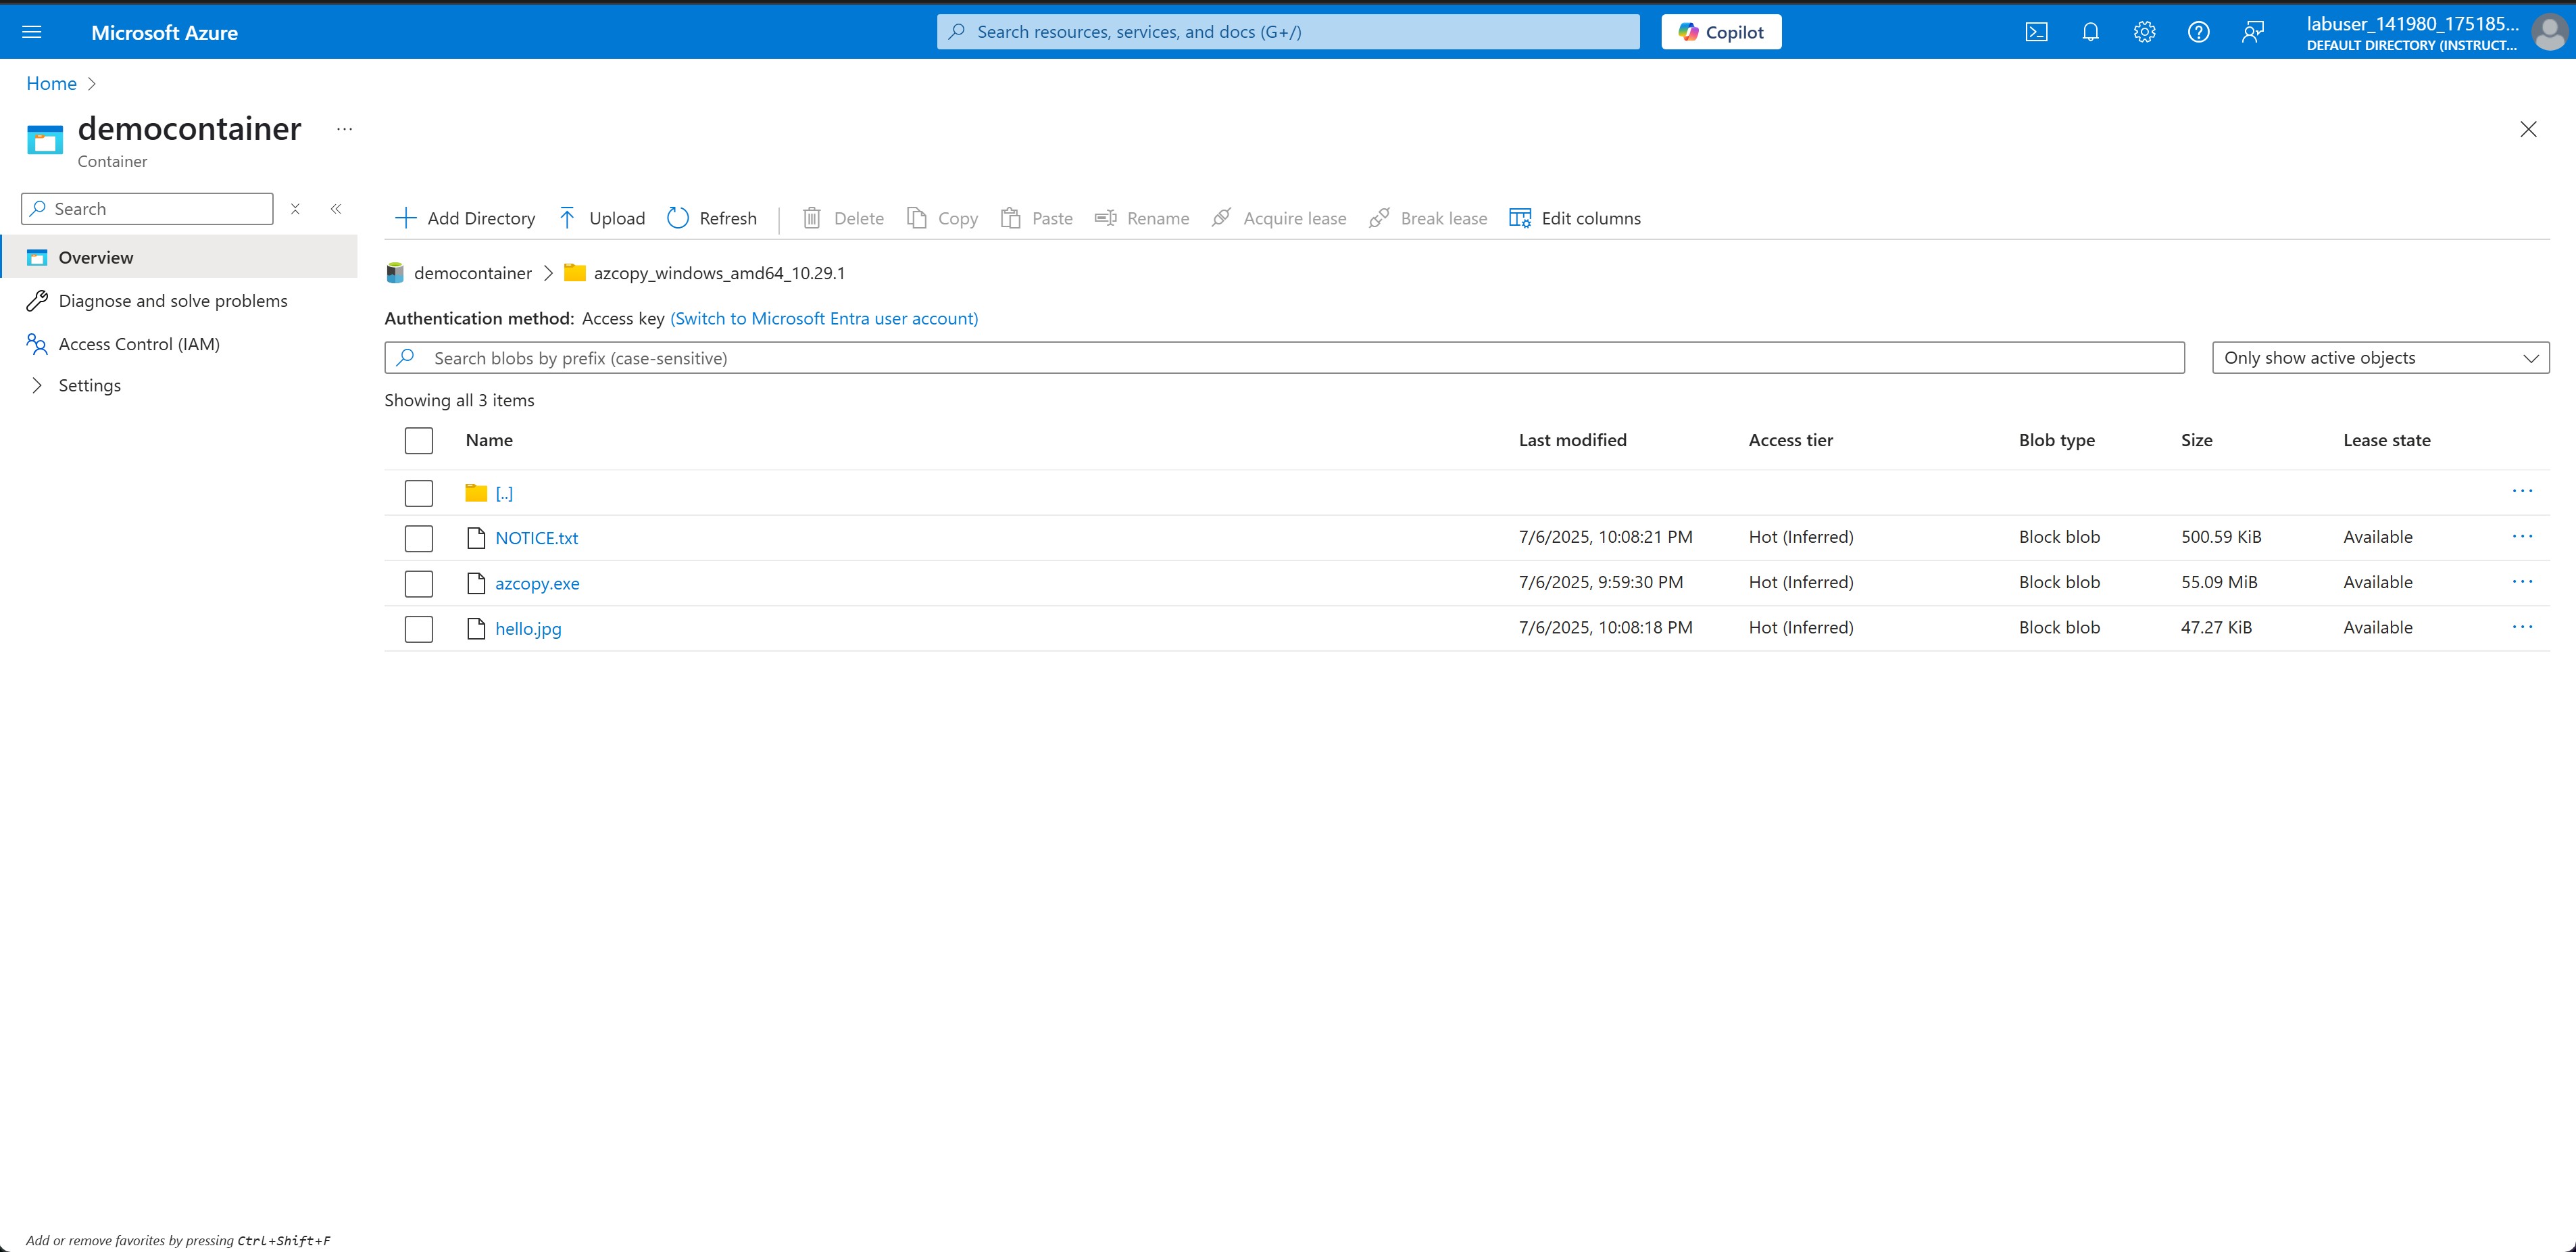 Microsoft Azure
Search resources, services, and docs (G+/)
Copilot
labuser_141980_175185...
DEFAULT DIRECTORY (INSTRUCT...
Home
democontainer
Container
Search
Add Directory Upload Refresh Delete Copy Paste Rename Acquire lease Break lease Edit columns
Overview
Diagnose and solve problems
Access Control (IAM)
Settings
democontainer > azcopy_windows_amd64_10.29.1
Authentication method: Access key (Switch to Microsoft Entra user account)
Search blobs by prefix (case-sensitive)
Only show active objects
Showing all 3 items
Name Last modified Access tier Blob type Size Lease state
[..]
NOTICE.txt 7/6/2025, 10:08:21 PM Hot (Inferred) Block blob 500.59 KiB Available
azcopy.exe 7/6/2025, 9:59:30 PM Hot (Inferred) Block blob 55.09 MiB Available
hello.jpg 7/6/2025, 10:08:18 PM Hot (Inferred) Block blob 47.27 KiB Available
Add or remove favorites by pressing Ctrl+Shift+F